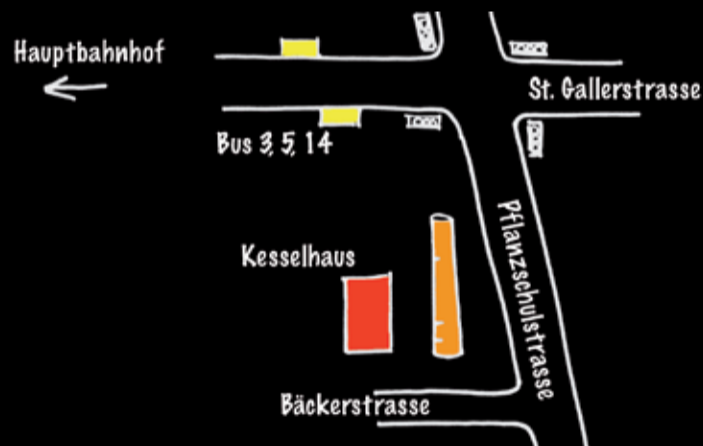 Hauptbahnhof
St. Gallerstrasse
Bus 3, 5, 14
Pflanzschulstrasse
Kesselhaus
Bäckerstrasse